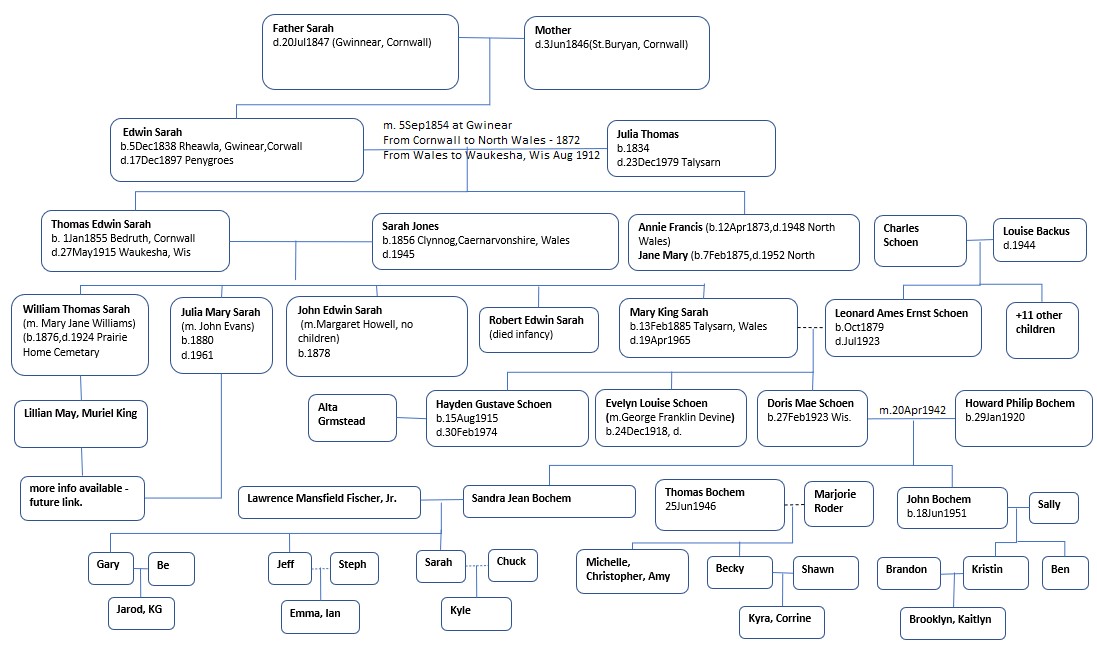 Father Sarah
d.20Jul1847 (Gwinnear, Cornwall)
Mother
d.3Jun1846(St.Buryan, Cornwall)
Edwin Sarah
b.5Dec1838 Rheawla, Gwinear,Corwall
d.17Dec1897 Penygroes
m. 5Sep1854 at Gwinear
From Cornwall to North Wales - 1872
From Wales to Waukesha, Wis Aug 1912
Julia Thomas
b.1834
d.23Dec1979 Talysarn
Thomas Edwin Sarah
b. 1Jan1855 Bedruth, Cornwall
d.27May1915 Waukesha, Wis
Sarah Jones
b.1856 Clynnog,Caernarvonshire, Wales
d.1945
Annie Francis (b.12Apr1873,d.1948 North
Wales)
Jane Mary (b.7Feb1875,d.1952 North
Charles
Schoen
Louise Backus
d.1944
William Thomas Sarah
(m. Mary Jane Williams)
(b.1876,d.1924 Prairie
Home Cemetary
Julia Mary Sarah
(m. John Evans)
b.1880
d.1961
John Edwin Sarah
(m.Margaret Howell, no
children)
b.1878
Robert Edwin Sarah
(died infancy)
Mary King Sarah
b.13Feb1885 Talysarn, Wales
d.19Apr1965
Leonard Ames Ernst Schoen
b.Oct1879
d.Jul1923
+11 other
children
Lillian May, Muriel King
Alta
Grmstead
Hayden Gustave Schoen
b.15Aug1915
d.30Feb1974
Evelyn Louise Schoen
(m.George Franklin Devine)
b.24Dec1918, d.
Doris Mae Schoen
b.27Feb1923 Wis.
m.20Apr1942
Howard Philip Bochem
b.29Jan1920
more info available -
future link.
Lawrence Mansfield Fischer, Jr.
Sandra Jean Bochem
Thomas Bochem
25Jun1946
Marjorie
Roder
John Bochem
b.18Jun1951
Sally
Gary
Be
Jeff
Steph
Sarah
Chuck
Michelle,
Christopher, Amy
Becky
Shawn
Brandon
Kristin
Ben
Jarod, KG
Emma, Ian
Kyle
Kyra, Corrine
Brooklyn, Kaitlyn